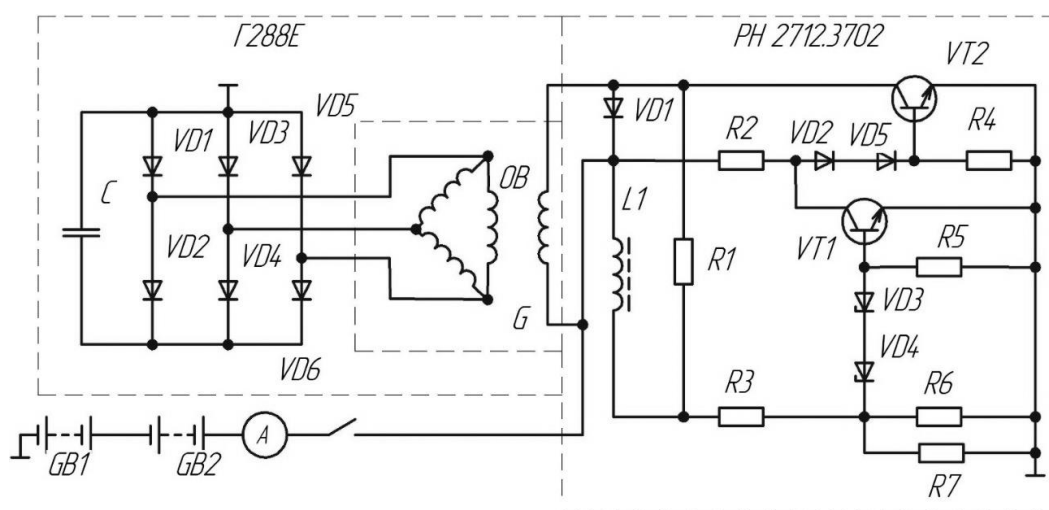 Г288Е
РН 2712.3702
VT2
VD5
VD1
VD3
VD1
R2
VD2
VD5
R4
C
OB
L1
VD2
VD4
R1
VT1
R5
VD3
G
VD4
VD6
R3
R6
A
GB1
GB2
R7